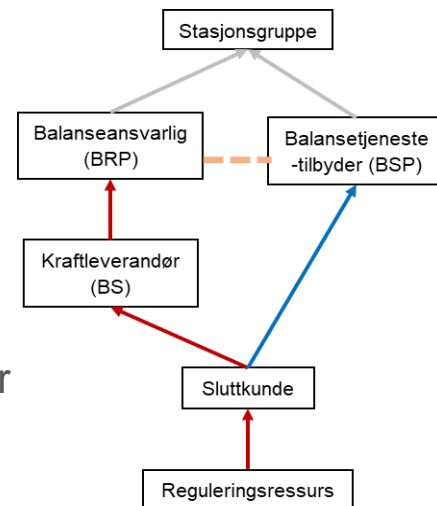 Stasjonsgruppe
Balanseansvarlig
(BRP)
Balansetjeneste
-tilbyder (BSP)
Kraftleverandør
(BS)
r
Sluttkunde
Reguleringsressurs